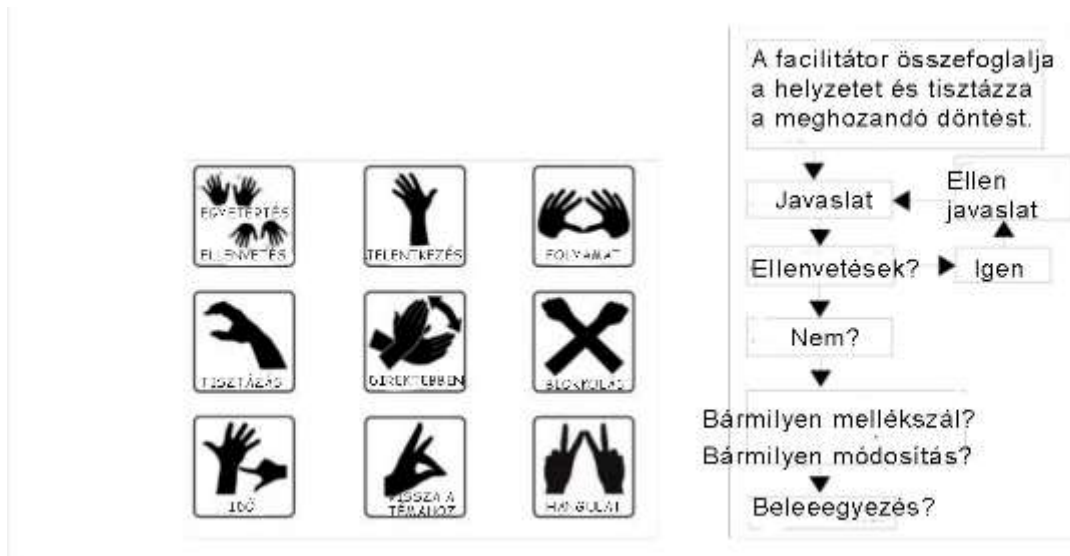 EGYETÉRTÉS
ELLENVETÉS
JELENTKEZÉS
FOLYAMAT
TISZTÁZÁS
DIREKTEBBEN
BLOKKOLÁS
IDŐ
VISSZA A
TÉMÁHOZ
HANGULAT
A facilitátor összefoglalja
a helyzetet és tisztázza
a meghozandó döntést.
Javaslat
Ellen
javaslat
Ellenvetések?
Igen
Nem?
Bármilyen mellékszál?
Bármilyen módosítás?
Beleeegyezés?